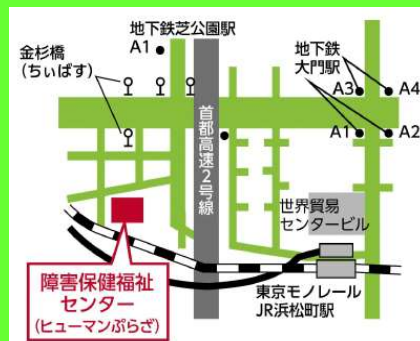 地下鉄芝公園駅
A1
金杉橋
(ちぃばす)
地下鉄
大門駅
A3
A4
A1
A2
首都高速2号線
世界貿易
センタービル
障害保健福祉
センター
(ヒューマンぷらざ)
東京モノレール
JR浜松町駅